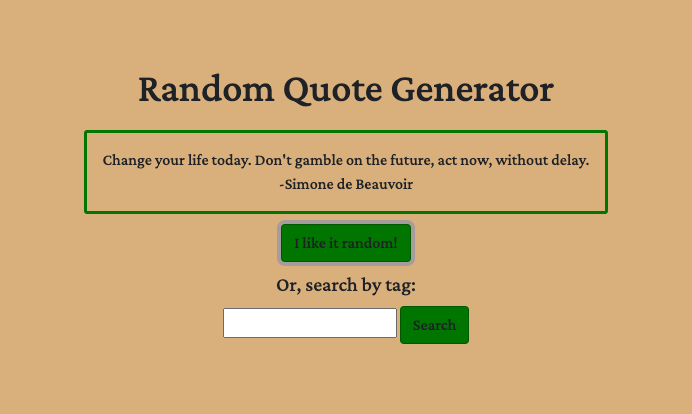 Random Quote Generator
Change your life today. Don't gamble on the future, act now, without delay.
-Simone de Beauvoir
I like it random!
Or, search by tag:
Search